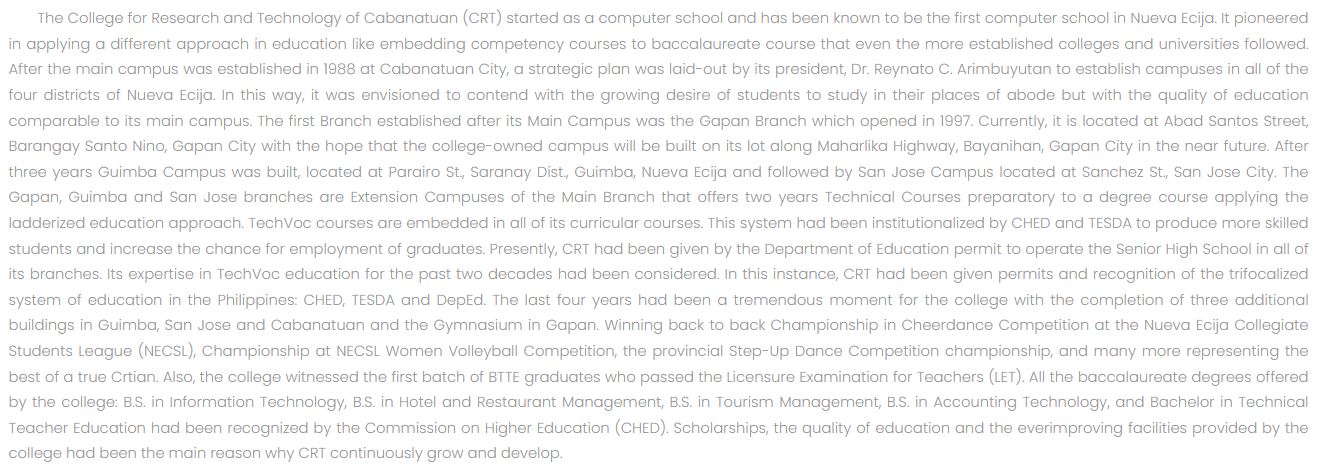 The College for Research and Technology of Cabanatuan (CRT) started as a computer school and has been known to be the first computer school in Nueva Ecija. It pioneered
in applying a different approach in education like embedding competency courses to baccalaureate course that even the more established colleges and universities followed.
After the main campus was established in 1988 at Cabanatuan City, a strategic plan was laid-out by its president, Dr. Reynato C. Arimbuyutan to establish campuses in all of the
four districts of Nueva Ecija. In this way, it was envisioned to contend with the growing desire of students to study in their places of abode but with the quality of education
comparable to its main campus. The first Branch established after its Main Campus was the Gapan Branch which opened in 1997. Currently, it is located at Abad Santos Street,
Barangay Santo Nino, Gapan City with the hope that the college-owned campus will be built on its lot along Maharlika Highway, Bayanihan, Gapan City in the near future. After
three years Guimba Campus was built, located at Parairo St., Saranay Dist., Guimba, Nueva Ecija and followed by San Jose Campus located at Sanchez St., San Jose City. The
Gapan, Guimba and San Jose branches are Extension Campuses of the Main Branch that offers two years Technical Courses preparatory to a degree course applying the
ladderized education approach. TechVoc courses are embedded in all of its curricular courses. This system had been institutionalized by CHED and TESDA to produce more skilled
students and increase the chance for employment of graduates. Presently, CRT had been given by the Department of Education permit to operate the Senior High School in all of
its branches. Its expertise in TechVoc education for the past two decades had been considered. In this instance, CRT had been given permits and recognition of the trifocalized
system of education in the Philippines: CHED, TESDA and DepEd. The last four years had been a tremendous moment for the college with the completion of three additional
buildings in Guimba, San Jose and Cabanatuan and the Gymnasium in Gapan. Winning back to back Championship in Cheerdance Competition at the Nueva Ecija Collegiate
Students League (NECSL), Championship at NECSL Women Volleyball Competition, the provincial Step-Up Dance Competition championship, and many more representing the
best of a true Crtian. Also, the college witnessed the first batch of BTTE graduates who passed the Licensure Examination for Teachers (LET). All the baccalaureate degrees offered
by the college: B.S. in Information Technology, B.S. in Hotel and Restaurant Management, B.S. in Tourism Management, B.S. in Accounting Technology, and Bachelor in Technical
Teacher Education had been recognized by the Commission on Higher Education (CHED). Scholarships, the quality of education and the everimproving facilities provided by the
college had been the main reason why CRT continuously grow and develop.